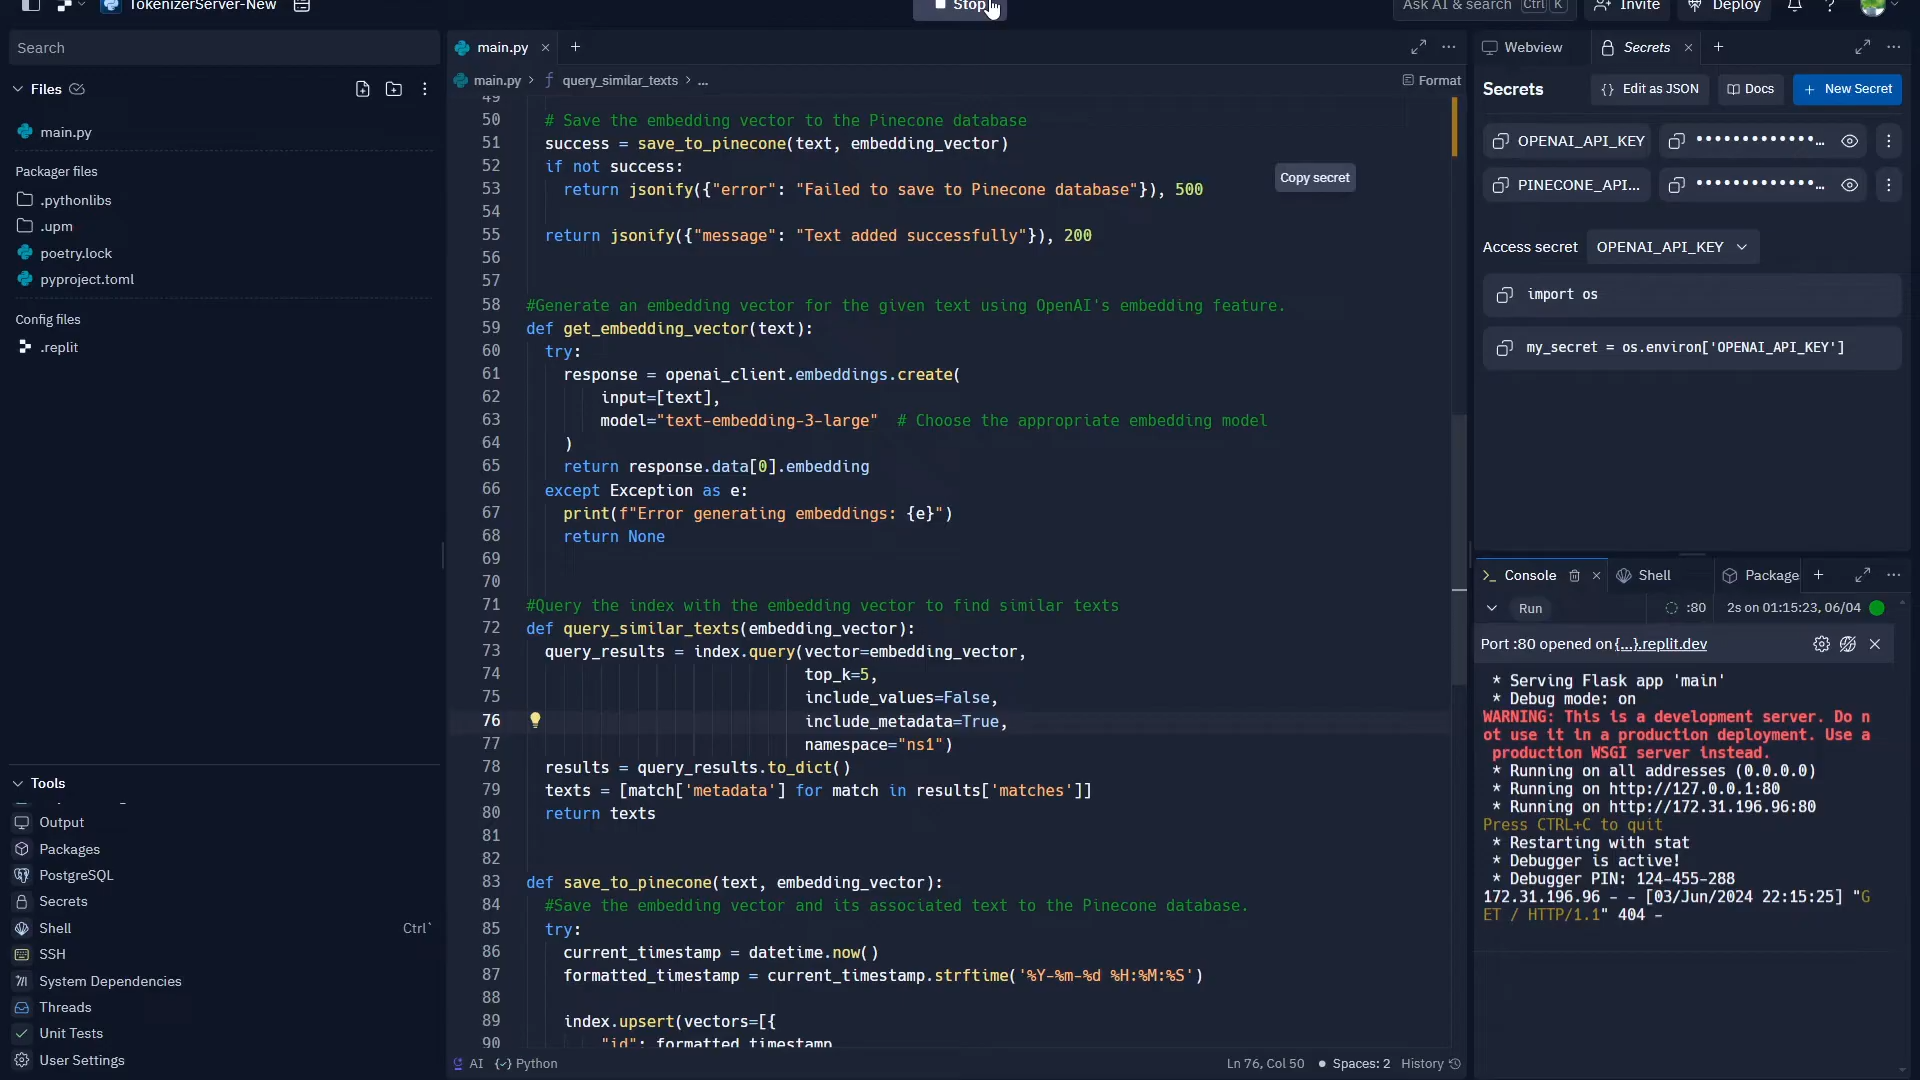 TokenizerServer-New
Stop
Ask AI & search Ctrl K
Invite
Deploy
Search
Files
main.py
Packager files
.pythonlibs
.upm
poetry.lock
pyproject.toml
Config files
.replit
Tools
Output
Packages
PostgreSQL
Secrets
Shell Ctrl`
SSH
System Dependencies
Threads
Unit Tests
User Settings
main.py
main.py > query_similar_texts > ...
Format
49
50 # Save the embedding vector to the Pinecone database
51 success = save_to_pinecone(text, embedding_vector)
52 if not success:
53 return jsonify({"error": "Failed to save to Pinecone database"}), 500
54
55 return jsonify({"message": "Text added successfully"}), 200
56
57
58 #Generate an embedding vector for the given text using OpenAI's embedding feature.
59 def get_embedding_vector(text):
60 try:
61 response = openai_client.embeddings.create(
62 input=[text],
63 model="text-embedding-3-large" # Choose the appropriate embedding model
64 )
65 return response.data[0].embedding
66 except Exception as e:
67 print(f"Error generating embeddings: {e}")
68 return None
69
70
71 #Query the index with the embedding vector to find similar texts
72 def query_similar_texts(embedding_vector):
73 query_results = index.query(vector=embedding_vector,
74 top_k=5,
75 include_values=False,
76 include_metadata=True,
77 namespace="ns1")
78 results = query_results.to_dict()
79 texts = [match['metadata'] for match in results['matches']]
80 return texts
81
82
83 def save_to_pinecone(text, embedding_vector):
84 #Save the embedding vector and its associated text to the Pinecone database.
85 try:
86 current_timestamp = datetime.now()
87 formatted_timestamp = current_timestamp.strftime('%Y-%m-%d %H:%M:%S')
88
89 index.upsert(vectors=[{
90 "id": formatted_timestamp
AI Python
Ln 76, Col 50 Spaces: 2 History
Copy secret
Webview
Secrets
Secrets
Edit as JSON
Docs
New Secret
OPENAI_API_KEY
PINECONE_API...
Access secret OPENAI_API_KEY
import os
my_secret = os.environ['OPENAI_API_KEY']
Console
Shell
Package
Run :80 2s on 01:15:23, 06/04
Port :80 opened on {...}.replit.dev
* Serving Flask app 'main'
* Debug mode: on
WARNING: This is a development server. Do n
ot use it in a production deployment. Use a
production WSGI server instead.
* Running on all addresses (0.0.0.0)
* Running on http://127.0.0.1:80
* Running on http://172.31.196.96:80
Press CTRL+C to quit
* Restarting with stat
* Debugger is active!
* Debugger PIN: 124-455-288
172.31.196.96 - - [03/Jun/2024 22:15:25] "G
ET / HTTP/1.1" 404 -